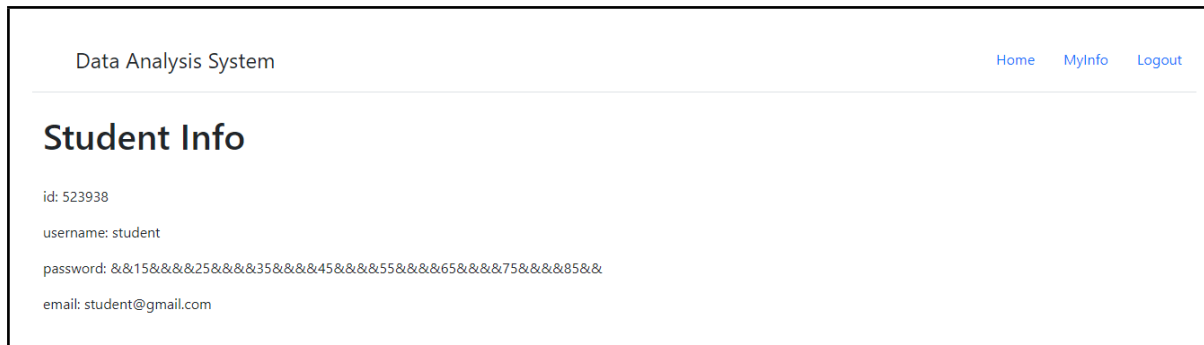 Data Analysis System
Home MyInfo Logout
Student Info
id: 523938
username: student
password: &&15&&&&25&&&&35&&&&45&&&&55&&&&65&&&&75&&&&85&&
email: student@gmail.com